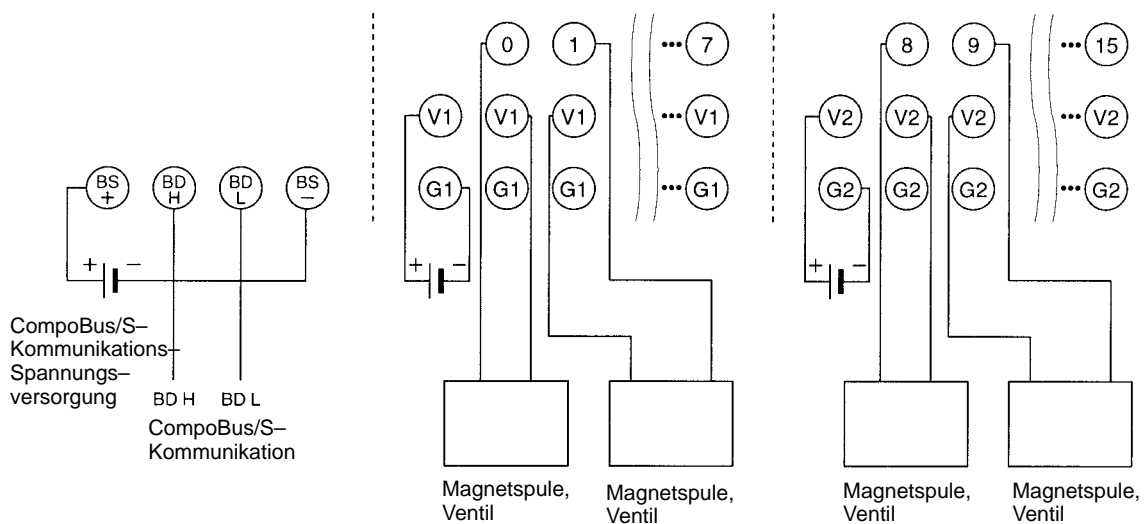 0 1 ••• 7 8 9 ••• 15
V1 V1 V1 ••• V1 V2 V2 V2 ••• V2
BS + BD H BD L BS – G1 G1 G1 ••• G1 G2 G2 G2 ••• G2
+ – + – + –
CompoBus/S–
Kommunikations–
Spannungs–
versorgung
BD H BD L
CompoBus/S–
Kommunikation
Magnetspule,
Ventil
Magnetspule,
Ventil
Magnetspule,
Ventil
Magnetspule,
Ventil